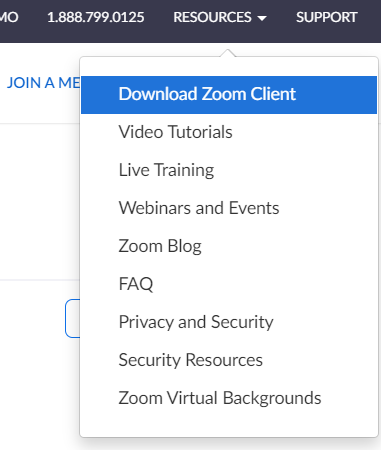 MO 1.888.799.0125 RESOURCES SUPPORT
JOIN A ME
Download Zoom Client
Video Tutorials
Live Training
Webinars and Events
Zoom Blog
FAQ
Privacy and Security
Security Resources
Zoom Virtual Backgrounds